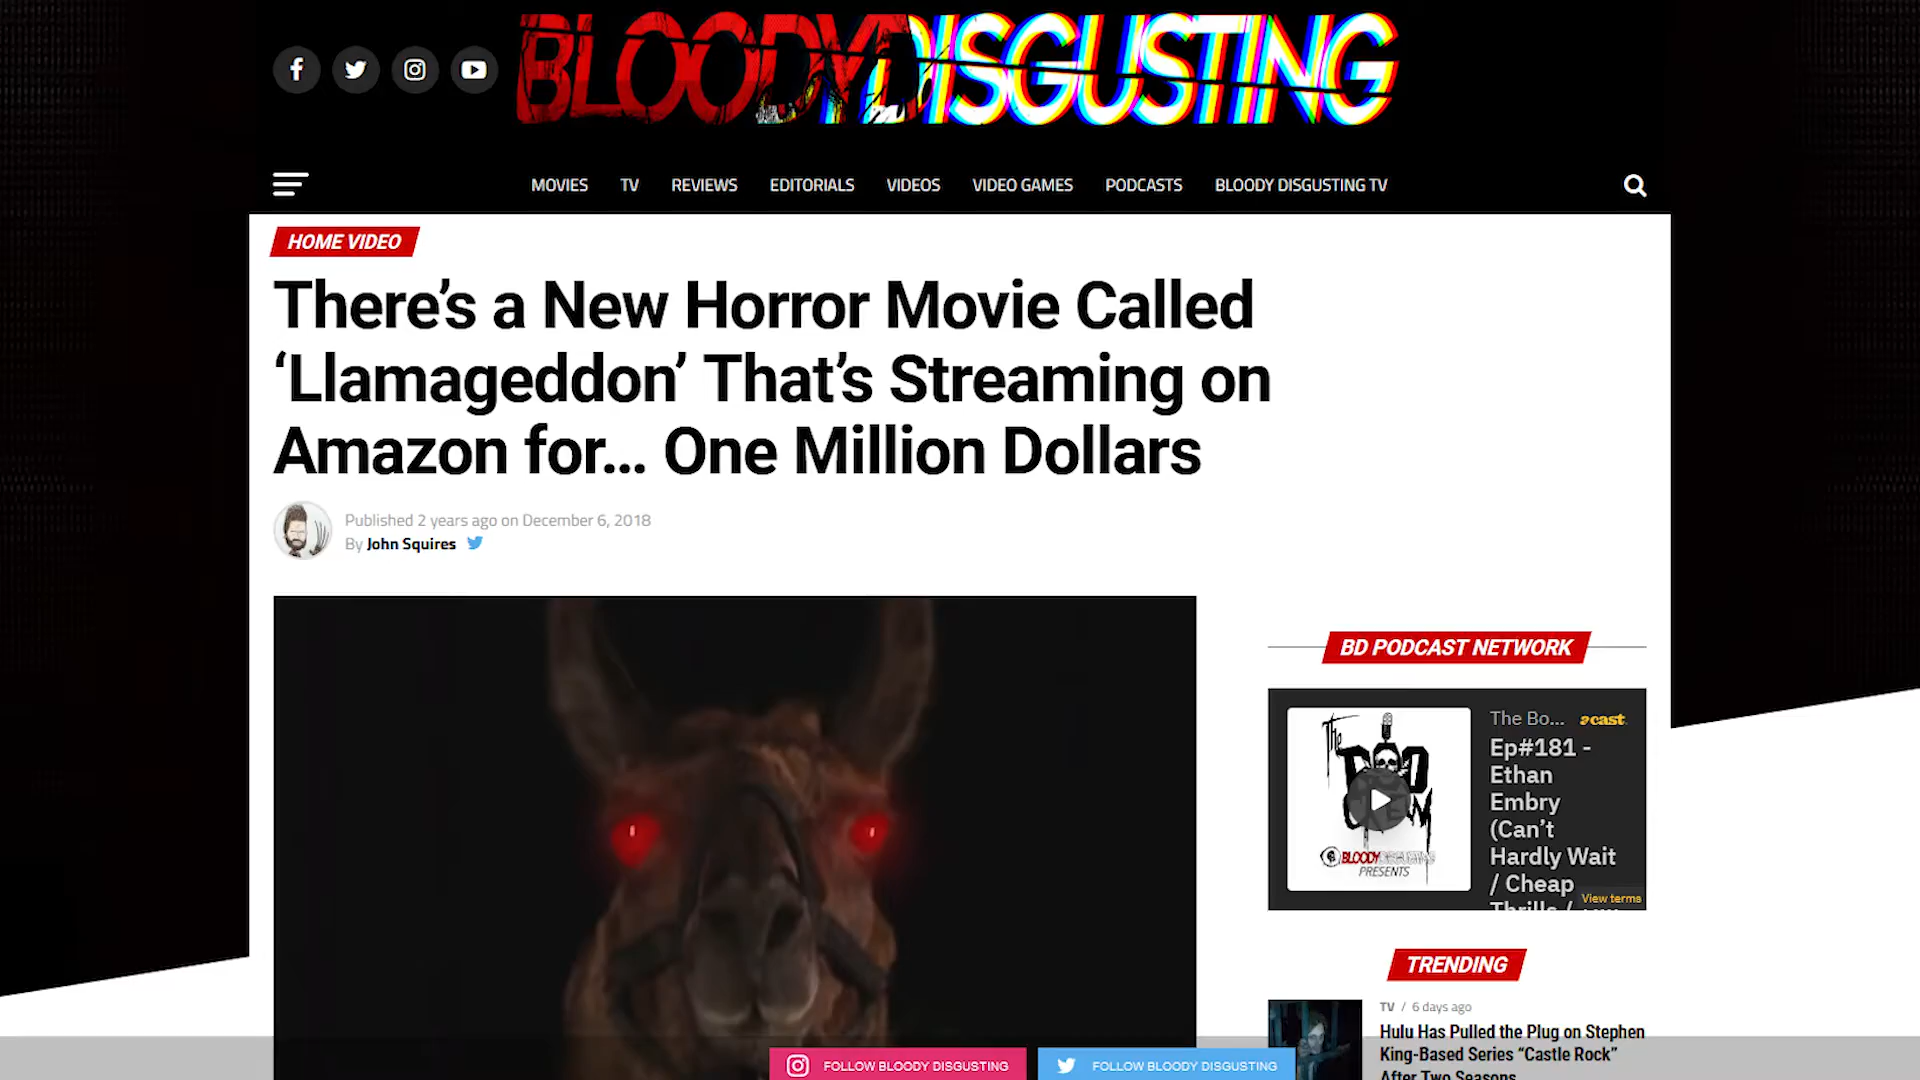 BLOODY DISGUSTING
MOVIES TV REVIEWS EDITORIALS VIDEOS VIDEO GAMES PODCASTS BLOODY DISGUSTING TV
HOME VIDEO
There's a New Horror Movie Called
‘Llamageddon’ That's Streaming on
Amazon for... One Million Dollars
Published 2 years ago on December 6, 2018
By John Squires
BD PODCAST NETWORK
The
BLOODY DISGUSTING
PRESENTS
The Bo... acast
Ep#181 -
Ethan
Embry
(Can't
Hardly Wait
/ Cheap
Thrills /
View terms
TRENDING
TV / 6 days ago
Hulu Has Pulled the Plug on Stephen
King-Based Series “Castle Rock”
After Two Seasons
FOLLOW BLOODY DISGUSTING
FOLLOW BLOODY DISGUSTING